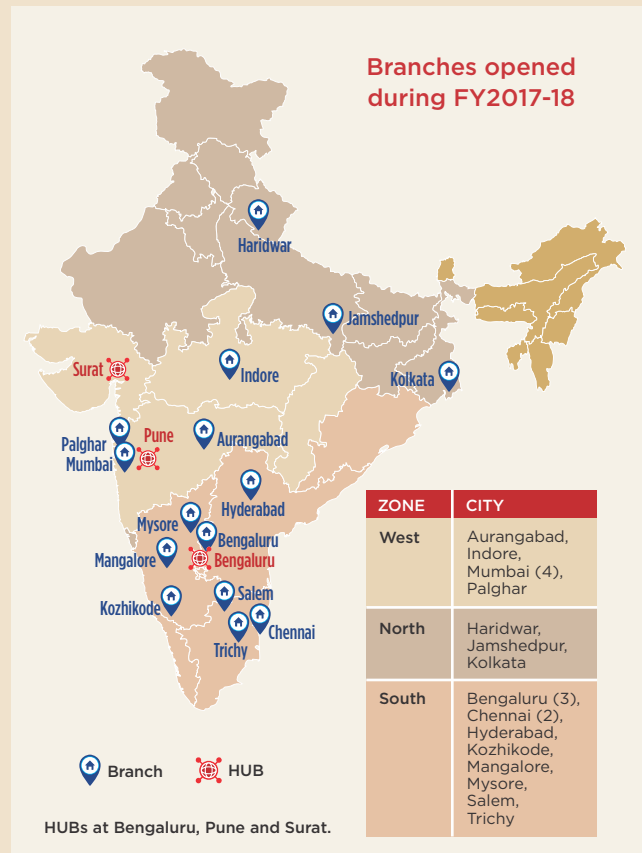 Branches opened
during FY2017-18
Haridwar
Jamshedpur
Surat
Indore
Kolkata
Palghar
Pune
Aurangabad
Mumbai
Hyderabad
Mysore
Bengaluru
Mangalore
Bengaluru
Kozhikode
Salem
Chennai
Trichy
ZONE CITY
West Aurangabad,
Indore,
Mumbai (4),
Palghar
North Haridwar,
Jamshedpur,
Kolkata
South Bengaluru (3),
Chennai (2),
Hyderabad,
Kozhikode,
Mangalore,
Mysore,
Salem,
Trichy
Branch HUB
HUBs at Bengaluru, Pune and Surat.